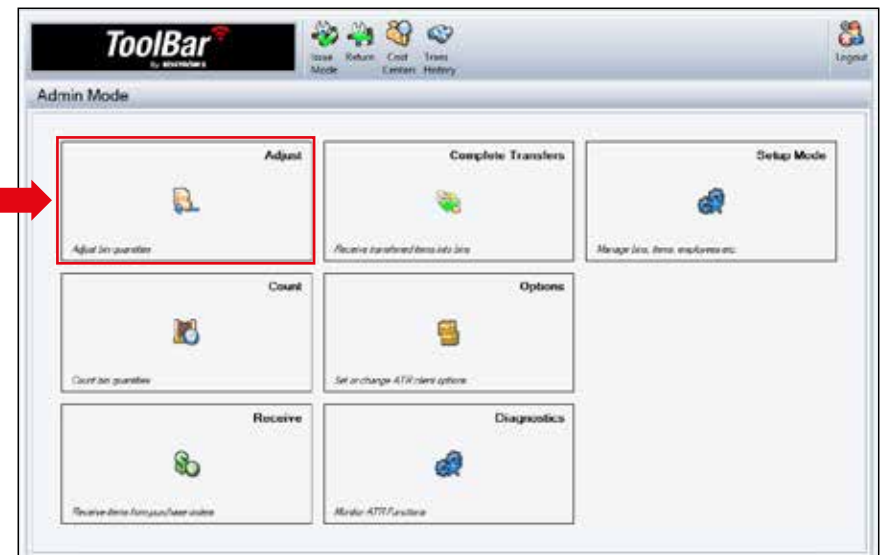 ToolBar
Issue Mode
Return
Cost Centers
Trans History
Logout
Admin Mode
Adjust
Adjust bin quantities
Complete Transfers
Receive transferred items into bins
Setup Mode
Manage bins, items, employees etc.
Count
Count bin quantities
Options
Set or change ATR client options
Receive
Receive items from purchase orders
Diagnostics
Monitor ATR Functions